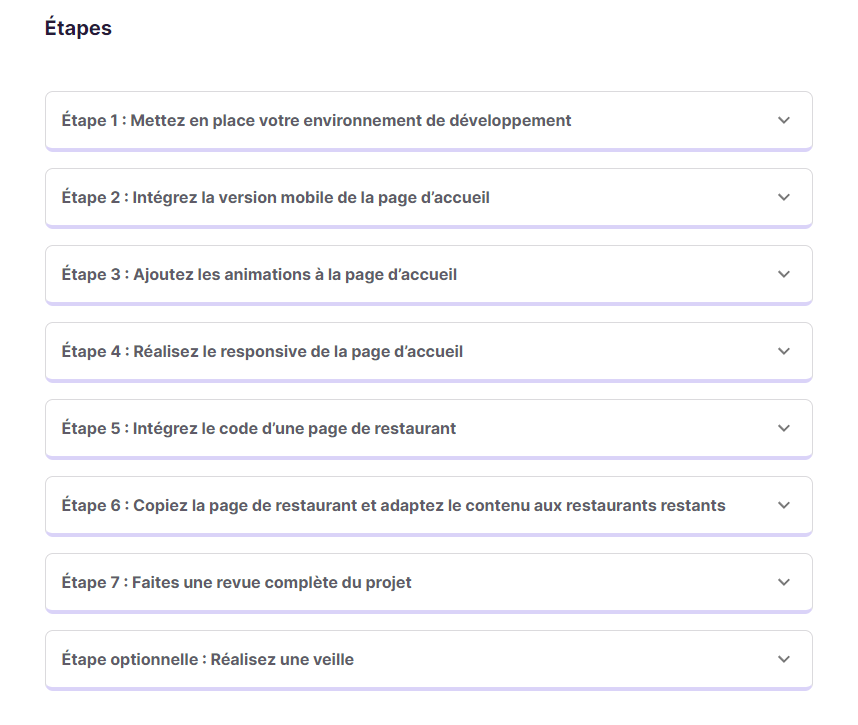 Étapes
Étape 1 : Mettez en place votre environnement de développement
Étape 2 : Intégrez la version mobile de la page d’accueil
Étape 3 : Ajoutez les animations à la page d’accueil
Étape 4 : Réalisez le responsive de la page d’accueil
Étape 5 : Intégrez le code d’une page de restaurant
Étape 6 : Copiez la page de restaurant et adaptez le contenu aux restaurants restants
Étape 7 : Faites une revue complète du projet
Étape optionnelle : Réalisez une veille